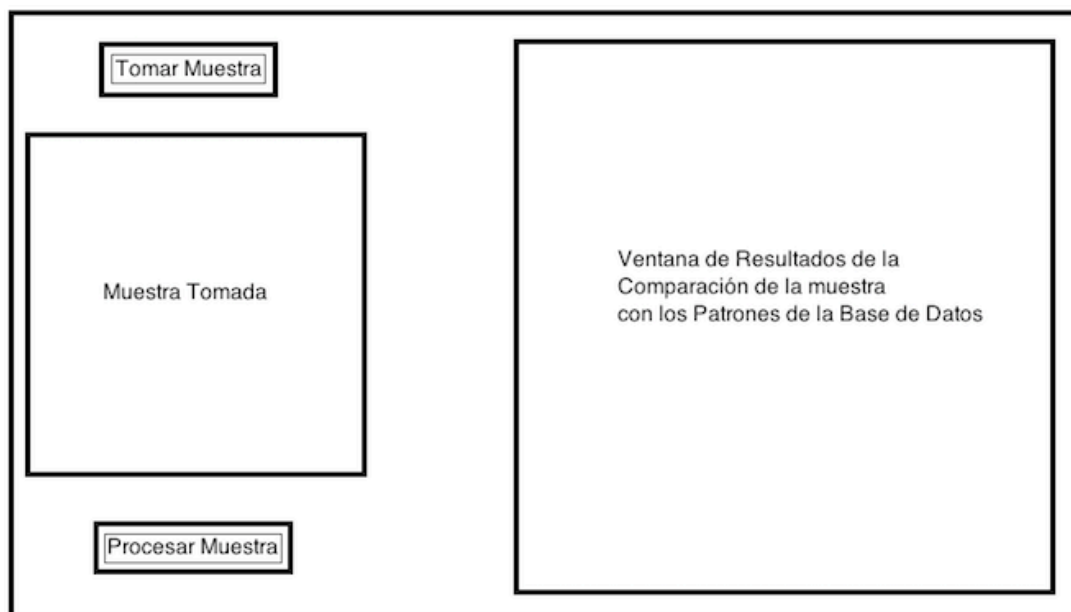 Tomar Muestra
Muestra Tomada
Procesar Muestra
Ventana de Resultados de la
Comparación de la muestra
con los Patrones de la Base de Datos